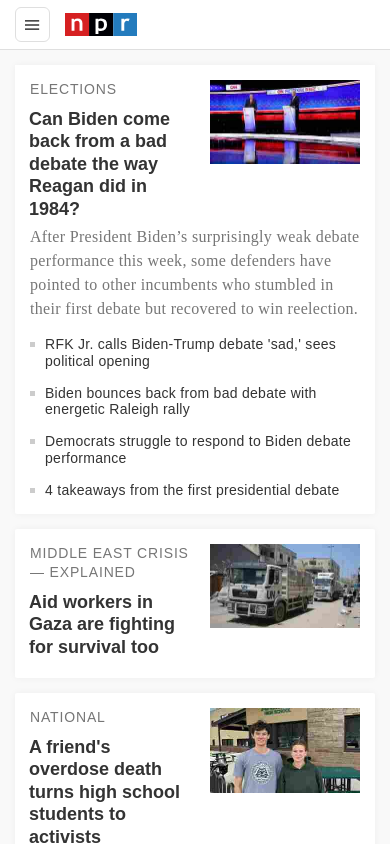 npr
ELECTIONS
Can Biden come
back from a bad
debate the way
Reagan did in
1984?
After President Biden’s surprisingly weak debate
performance this week, some defenders have
pointed to other incumbents who stumbled in
their first debate but recovered to win reelection.
RFK Jr. calls Biden-Trump debate 'sad,' sees
political opening
Biden bounces back from bad debate with
energetic Raleigh rally
Democrats struggle to respond to Biden debate
performance
4 takeaways from the first presidential debate
MIDDLE EAST CRISIS
— EXPLAINED
Aid workers in
Gaza are fighting
for survival too
NATIONAL
A friend's
overdose death
turns high school
students to
activists